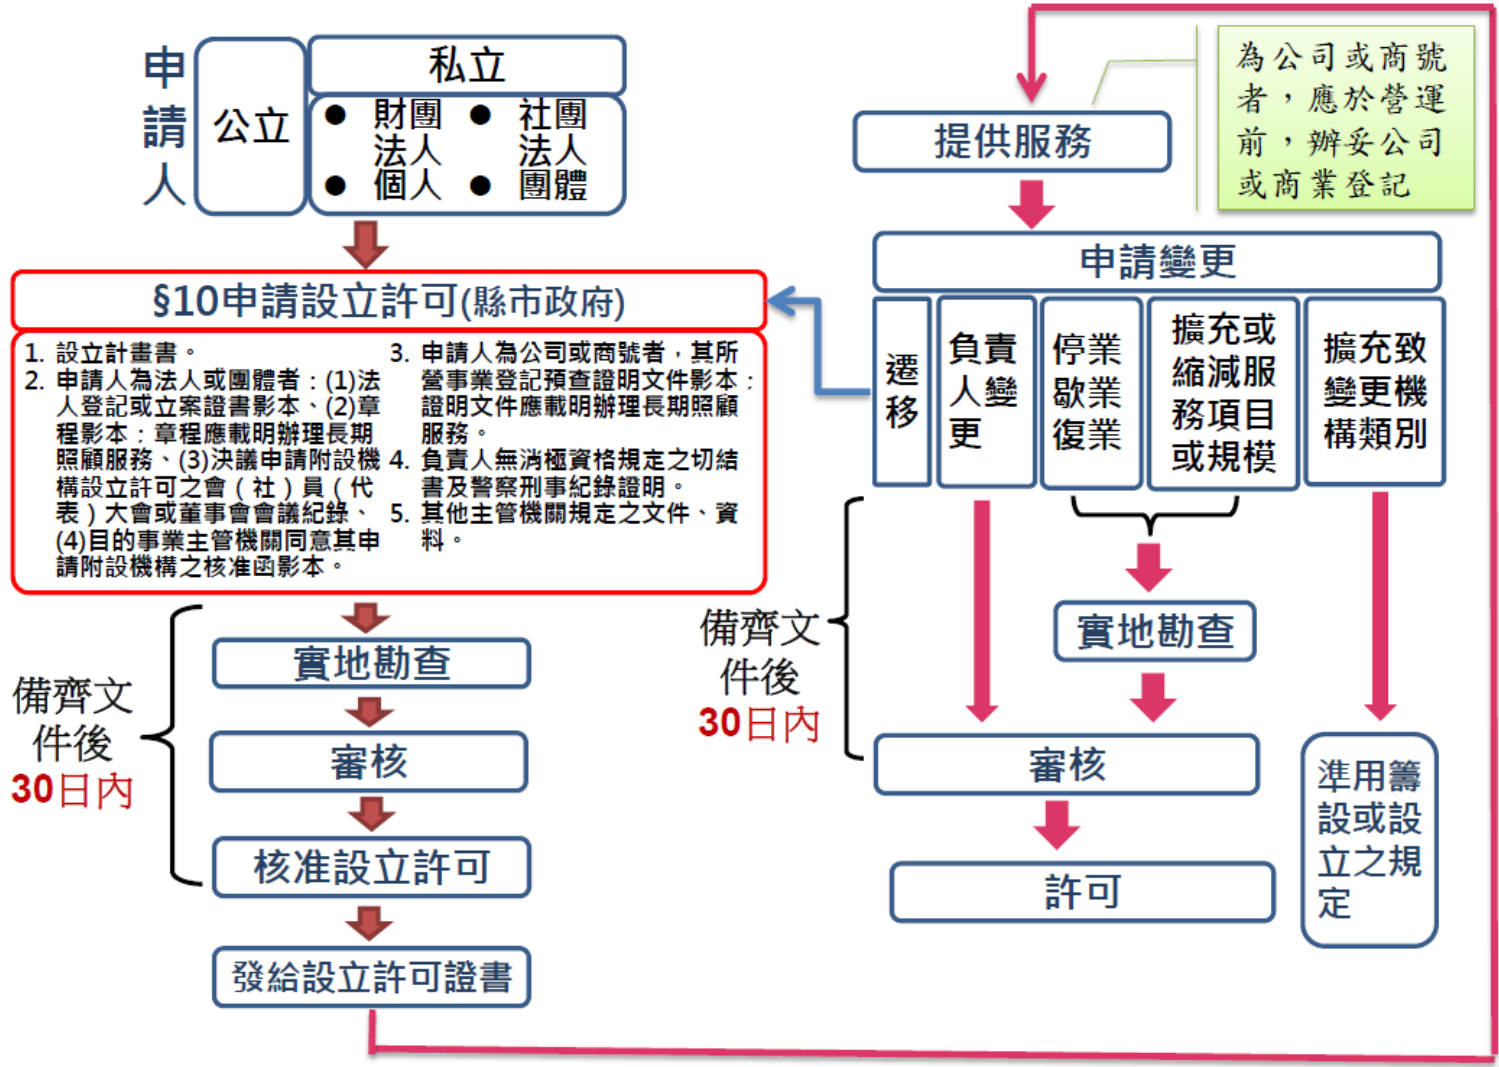 申
請
人
公立
私立
● 財團
法人
● 個人
● 社團
法人
● 團體
§10申請設立許可(縣市政府)
1. 設立計畫書。
2. 申請人為法人或團體者：(1)法
人登記或立案證書影本、(2)章
程影本；章程應載明辦理長期
照顧服務、(3)決議申請附設機
構設立許可之會（社）員（代
表）大會或董事會會議紀錄、
(4)目的事業主管機關同意其申
請附設機構之核准函影本。
3. 申請人為公司或商號者，其所
營事業登記預查證明文件影本；
證明文件應載明辦理長期照顧
服務。
4. 負責人無消極資格規定之切結
書及警察刑事紀錄證明。
5. 其他主管機關規定之文件、資
料。
備齊文
件後
30日內
實地勘查
審核
核准設立許可
發給設立許可證書
提供服務
為公司或商號
者，應於營運
前，辦妥公司
或商業登記
申請變更
遷
移
負責
人變
更
停業
歇業
復業
擴充或
縮減服
務項目
或規模
擴充致
變更機
構類別
備齊文
件後
30日內
實地勘查
審核
許可
準用籌
設或設
立之規
定